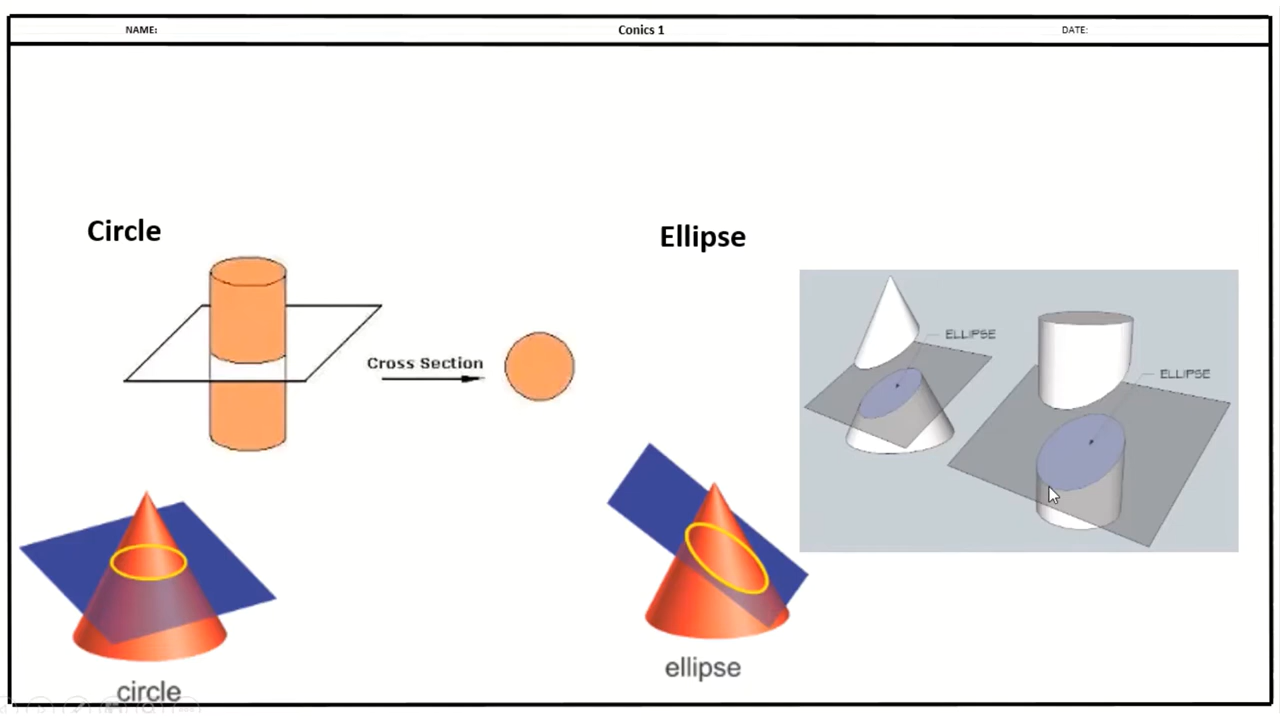 NAME:
Conics 1
DATE:
Circle
Ellipse
Cross Section
ELLIPSE
ELLIPSE
circle
ellipse